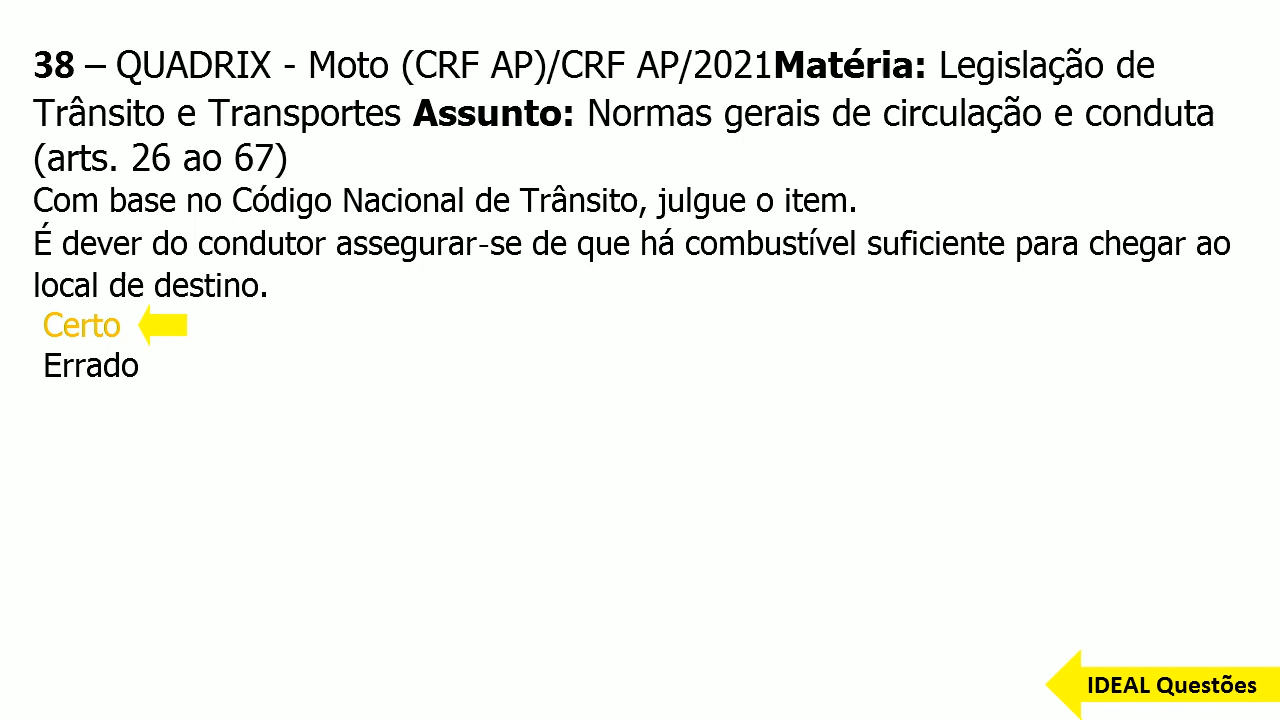 38 – QUADRIX - Moto (CRF AP)/CRF AP/2021Matéria: Legislação de
Trânsito e Transportes Assunto: Normas gerais de circulação e conduta
(arts. 26 ao 67)
Com base no Código Nacional de Trânsito, julgue o item.
É dever do condutor assegurar-se de que há combustível suficiente para chegar ao
local de destino.
Certo
Errado
IDEAL Questões